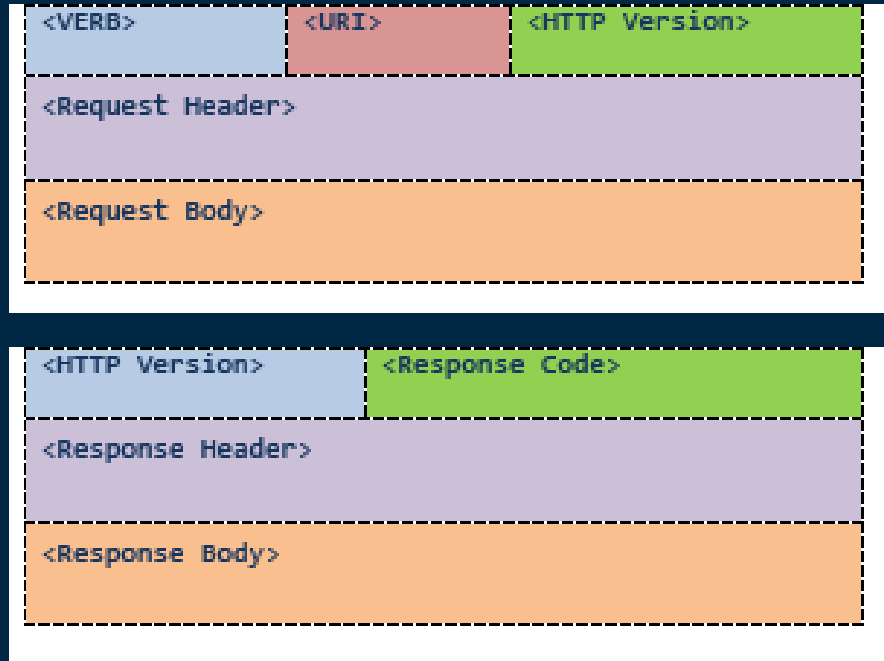 <VERB> <URI> <HTTP Version>
<Request Header>
<Request Body>
<HTTP Version> <Response Code>
<Response Header>
<Response Body>